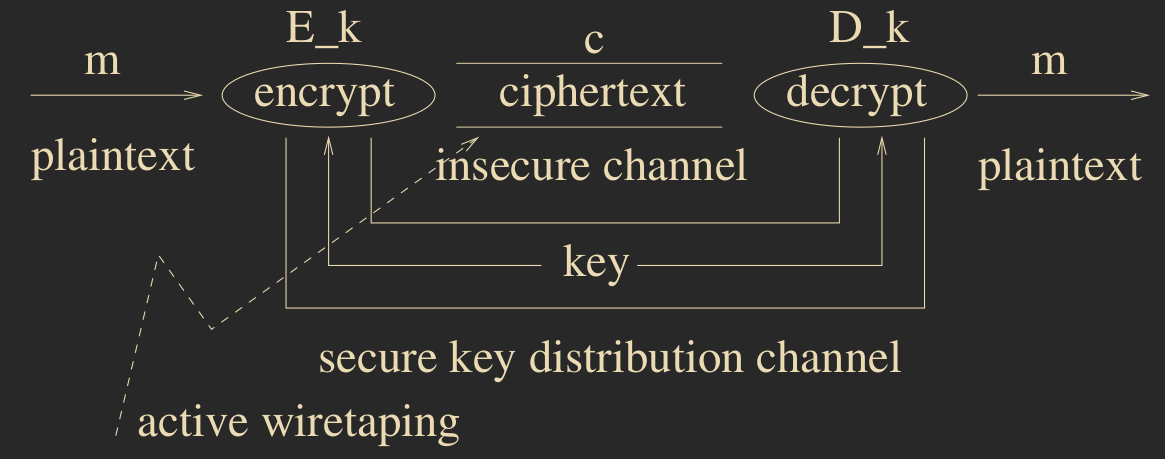 E_k
c
D_k
m
m
encrypt
ciphertext
decrypt
plaintext
insecure channel
plaintext
key
secure key distribution channel
active wiretaping